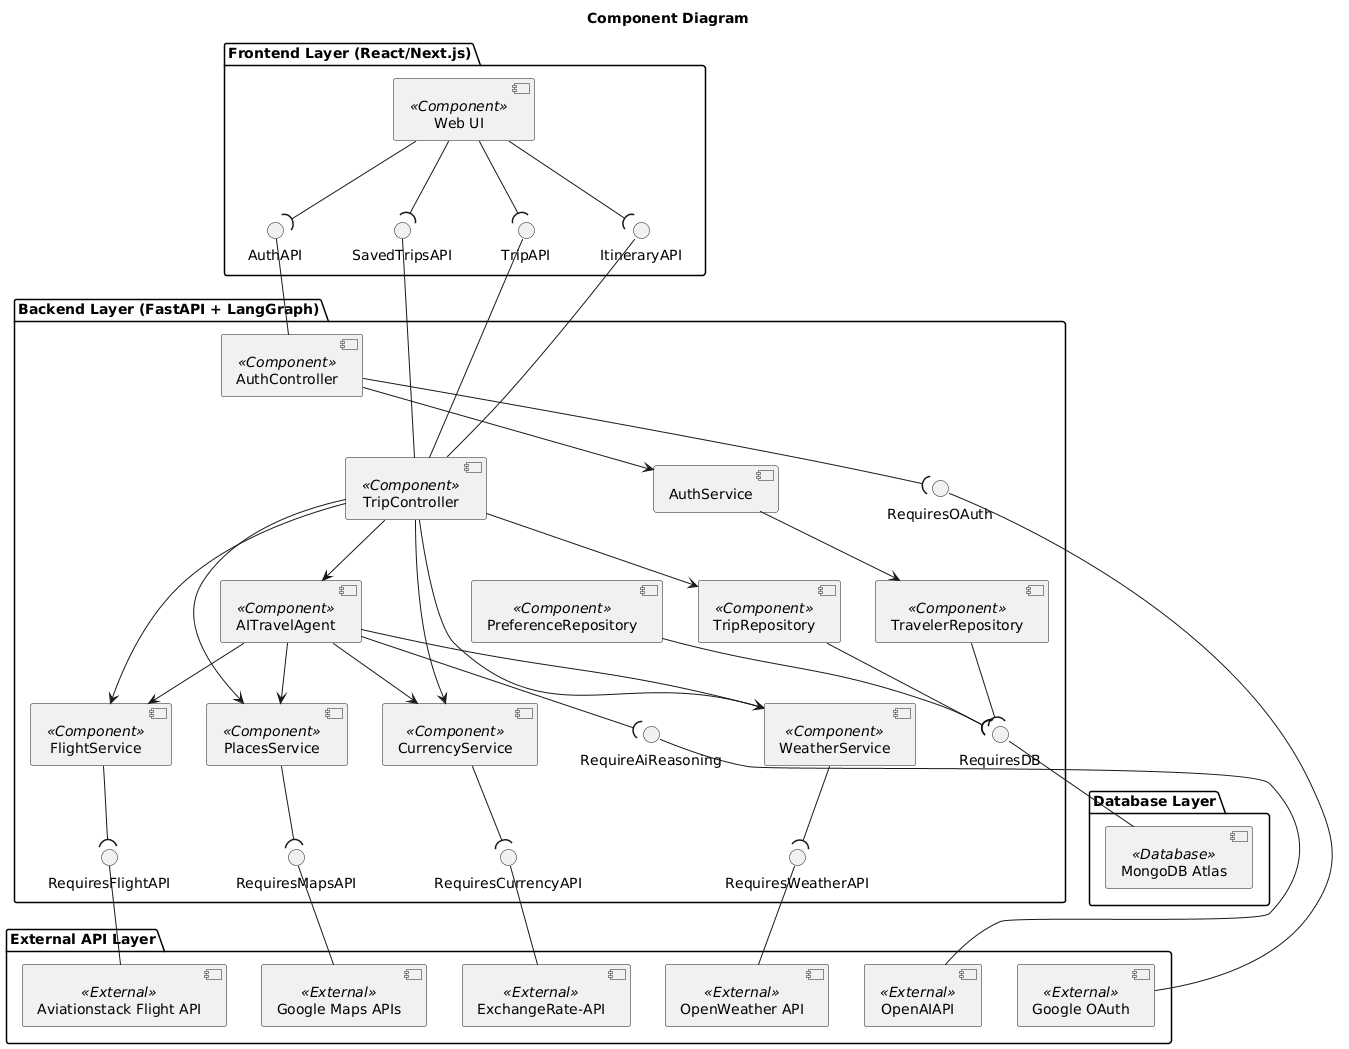 Component Diagram
Frontend Layer (React/Next.js)
«Component»
Web UI
AuthAPI
SavedTripsAPI
TripAPI
ItineraryAPI
Backend Layer (FastAPI + LangGraph)
«Component»
AuthController
«Component»
TripController
AuthService
RequiresOAuth
«Component»
AITravelAgent
«Component»
PreferenceRepository
«Component»
TripRepository
«Component»
TravelerRepository
«Component»
FlightService
«Component»
PlacesService
«Component»
CurrencyService
RequireAiReasoning
«Component»
WeatherService
RequiresDB
Database Layer
«Database»
MongoDB Atlas
RequiresFlightAPI
RequiresMapsAPI
RequiresCurrencyAPI
RequiresWeatherAPI
External API Layer
«External»
Aviationstack Flight API
«External»
Google Maps APIs
«External»
ExchangeRate-API
«External»
OpenWeather API
«External»
OpenAIAPI
«External»
Google OAuth